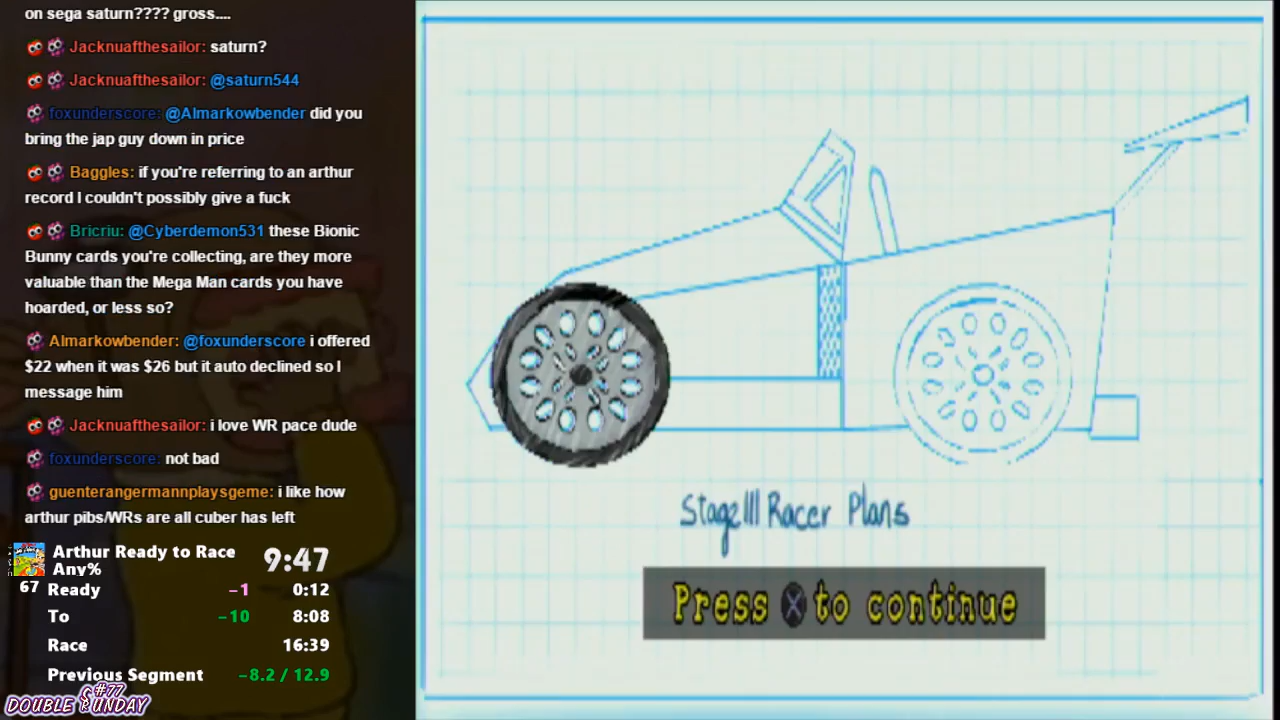 on sega saturn???? gross....
Jacknuafthesailor: saturn?
Jacknuafthesailor: @saturn544
foxunderscore: @Almarkowbender did you
bring the jap guy down in price
Baggles: if you're referring to an arthur
record I couldn't possibly give a fuck
Bricriu: @Cyberdemon531 these Bionic
Bunny cards you're collecting, are they more
valuable than the Mega Man cards you have
hoarded, or less so?
Almarkowbender: @foxunderscore i offered
$22 when it was $26 but it auto declined so I
message him
Jacknuafthesailor: i love WR pace dude
foxunderscore: not bad
guenterangermannplaysgeme: i like how
arthur pibs/WRs are all cuber has left
Arthur Ready to Race
Any%
9:47
67
Ready -1 0:12
To -10 8:08
Race 16:39
Previous Segment -8.2 / 12.9
#77
DOUBLE $UNDAY
Stage III Racer Plans
Press X to continue